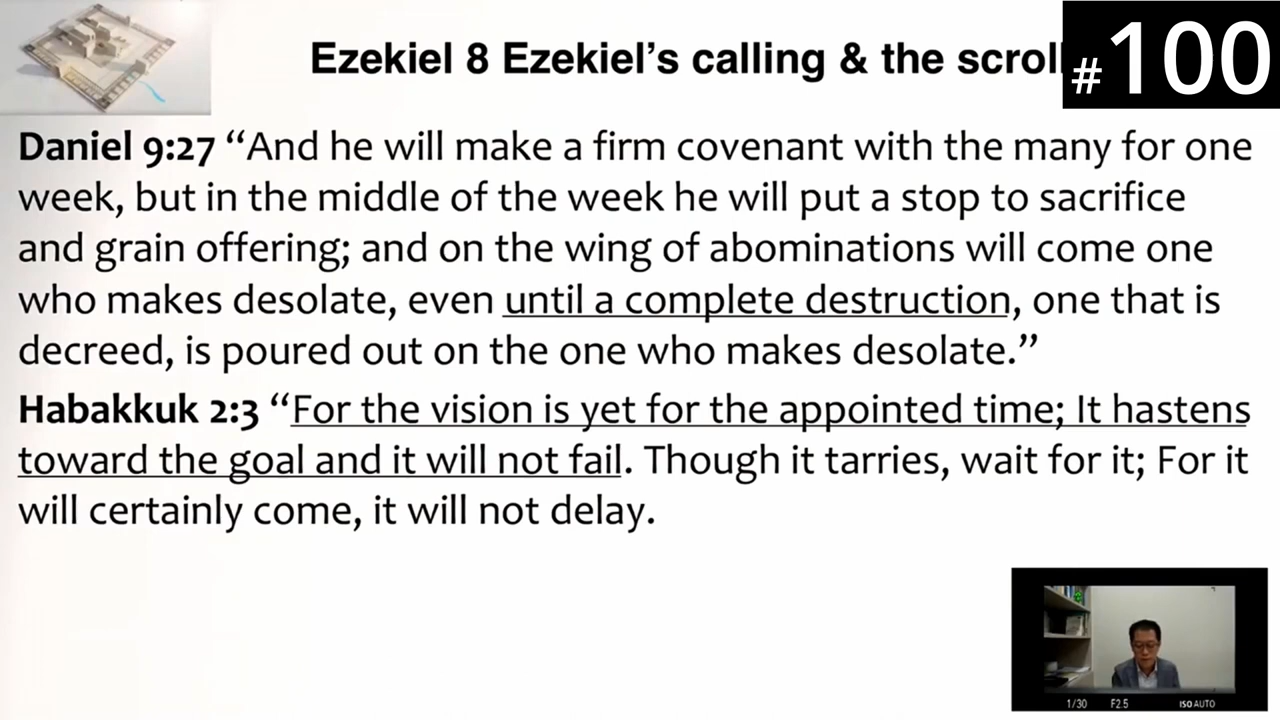 Ezekiel 8 Ezekiel's calling & the scroll
#100
Daniel 9:27 “And he will make a firm covenant with the many for one
week, but in the middle of the week he will put a stop to sacrifice
and grain offering; and on the wing of abominations will come one
who makes desolate, even until a complete destruction, one that is
decreed, is poured out on the one who makes desolate.”
Habakkuk 2:3 “For the vision is yet for the appointed time; It hastens
toward the goal and it will not fail. Though it tarries, wait for it; For it
will certainly come, it will not delay.
1/30 F2.5 ISO AUTO